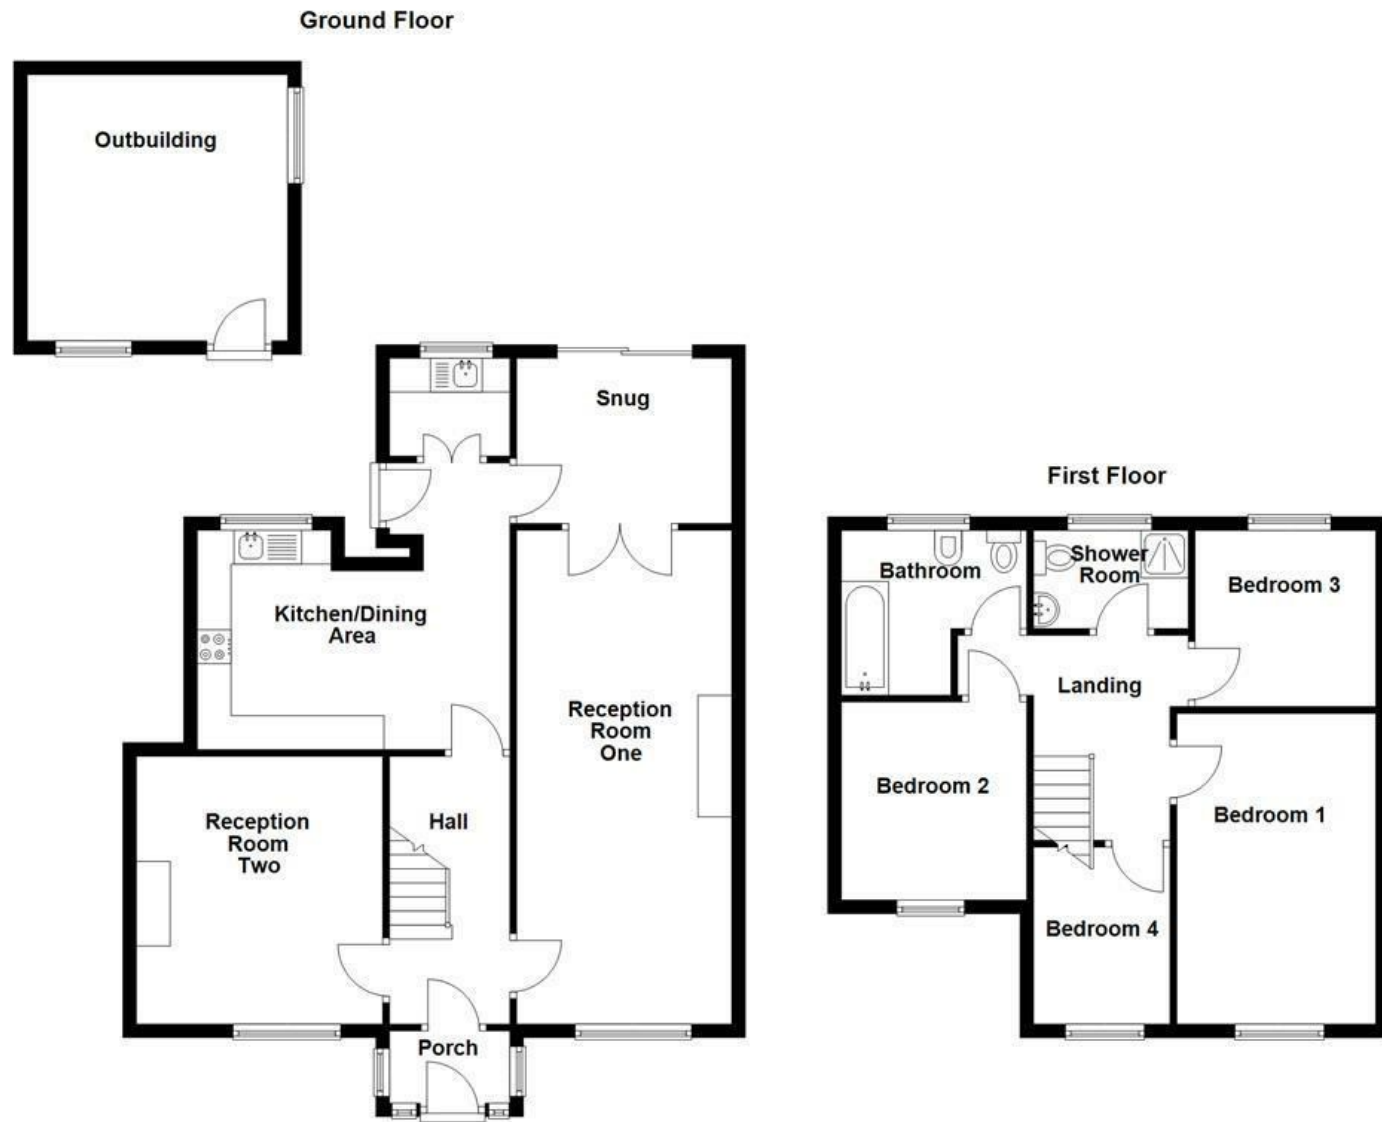 Ground Floor
Outbuilding
Snug
Kitchen/Dining
Area
Reception
Room
One
Reception
Room
Two
Hall
Porch
First Floor
Bathroom
Shower
Room
Bedroom 3
Landing
Bedroom 2
Bedroom 1
Bedroom 4